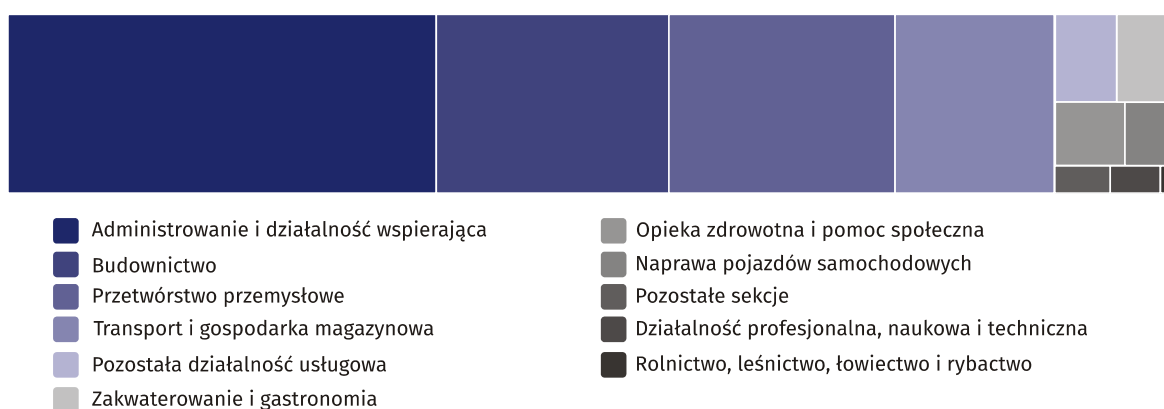 Administrowanie i działalność wspierająca
Budownictwo
Przetwórstwo przemysłowe
Transport i gospodarka magazynowa
Pozostała działalność usługowa
Zakwaterowanie i gastronomia
Opieka zdrowotna i pomoc społeczna
Naprawa pojazdów samochodowych
Pozostałe sekcje
Działalność profesjonalna, naukowa i techniczna
Rolnictwo, leśnictwo, łowiectwo i rybactwo